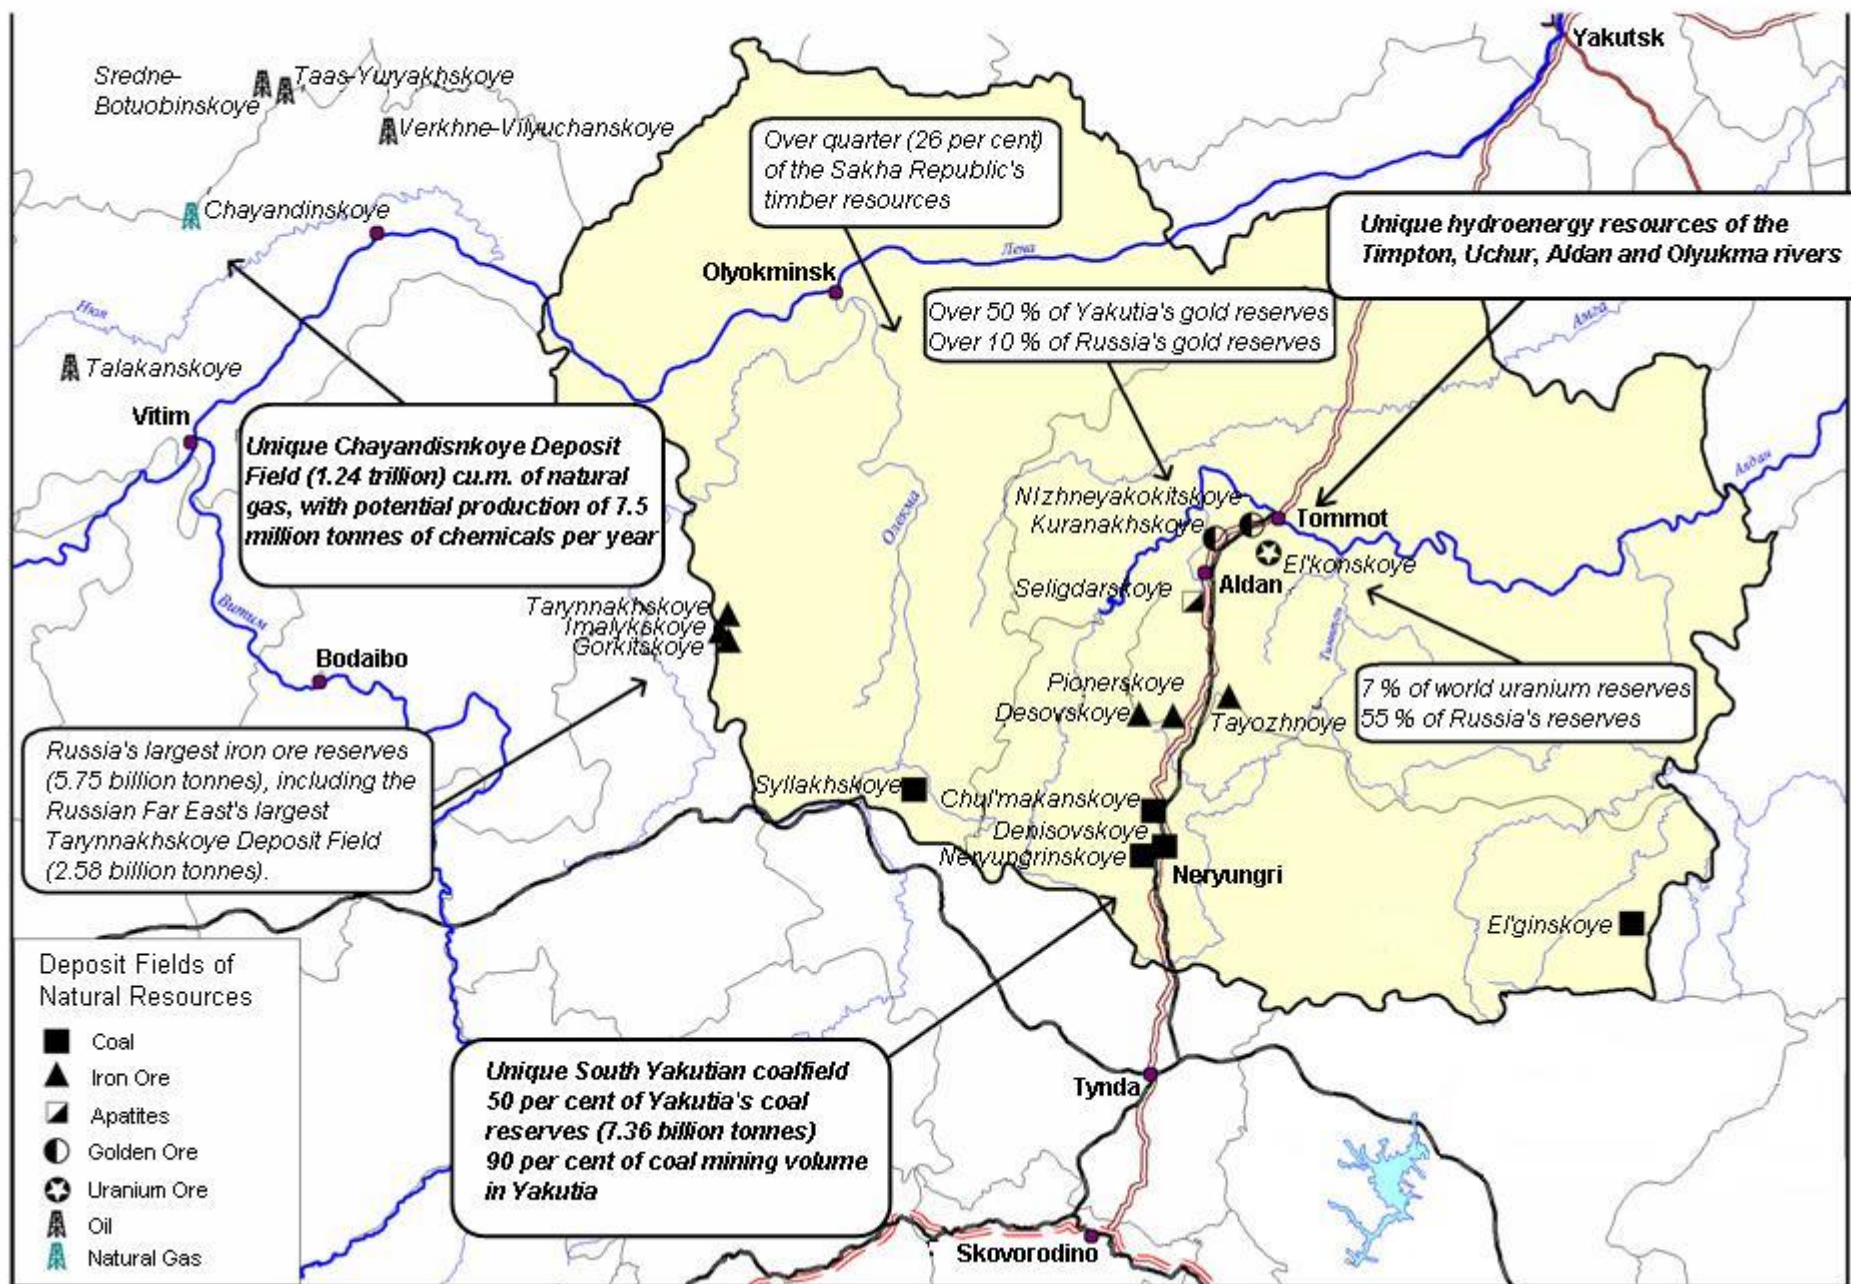 Yakutsk
Sredne-
Botuobinskoye
Taas-Yuryakhskoye
Verkhne-Vilyuchanskoye
Over quarter (26 per cent)
of the Sakha Republic's
timber resources
Chayandinskoye
Unique hydroenergy resources of the
Timpton, Uchur, Aldan and Olyukma rivers
Лена
Olyokminsk
Нюя
Over 50 % of Yakutia's gold reserves
Over 10 % of Russia's gold reserves
Амга
Talakanskoye
Vitim
Unique Chayandisnkoye Deposit
Field (1.24 trillion) cu.m. of natural
gas, with potential production of 7.5
million tonnes of chemicals per year
Алдан
Олекма
NIzhneyakokitskoye
Kuranakhskoye
Tommot
El'konskoye
Aldan
Seligdarskoye
Витим
Tarynnakhskoye
Imalykskoye
Gorkitskoye
Тимптон
Bodaibo
Pionerskoye
Desovskoye
Tayozhnoye
7 % of world uranium reserves
55 % of Russia's reserves
Russia's largest iron ore reserves
(5.75 billion tonnes), including the
Russian Far East's largest
Tarynnakhskoye Deposit Field
(2.58 billion tonnes).
Syllakhskoye
Chul'makanskoye
Denisovskoye
Neryungrinskoye
Neryungri
El'ginskoye
Deposit Fields of
Natural Resources
Coal
Iron Ore
Apatites
Golden Ore
Uranium Ore
Oil
Natural Gas
Unique South Yakutian coalfield
50 per cent of Yakutia's coal
reserves (7.36 billion tonnes)
90 per cent of coal mining volume
in Yakutia
Tynda
Skovorodino